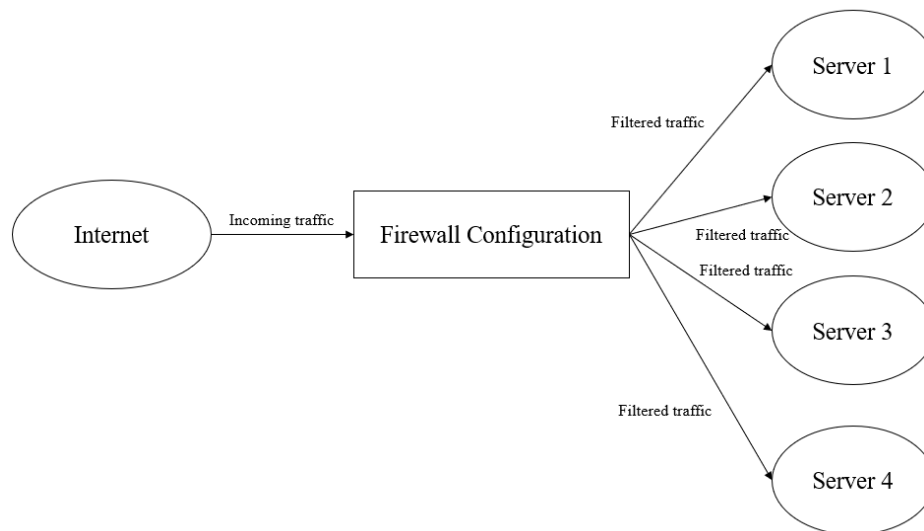 Server 1
Filtered traffic
Server 2
Internet
Incoming traffic
Firewall Configuration
Filtered traffic
Filtered traffic
Server 3
Filtered traffic
Server 4